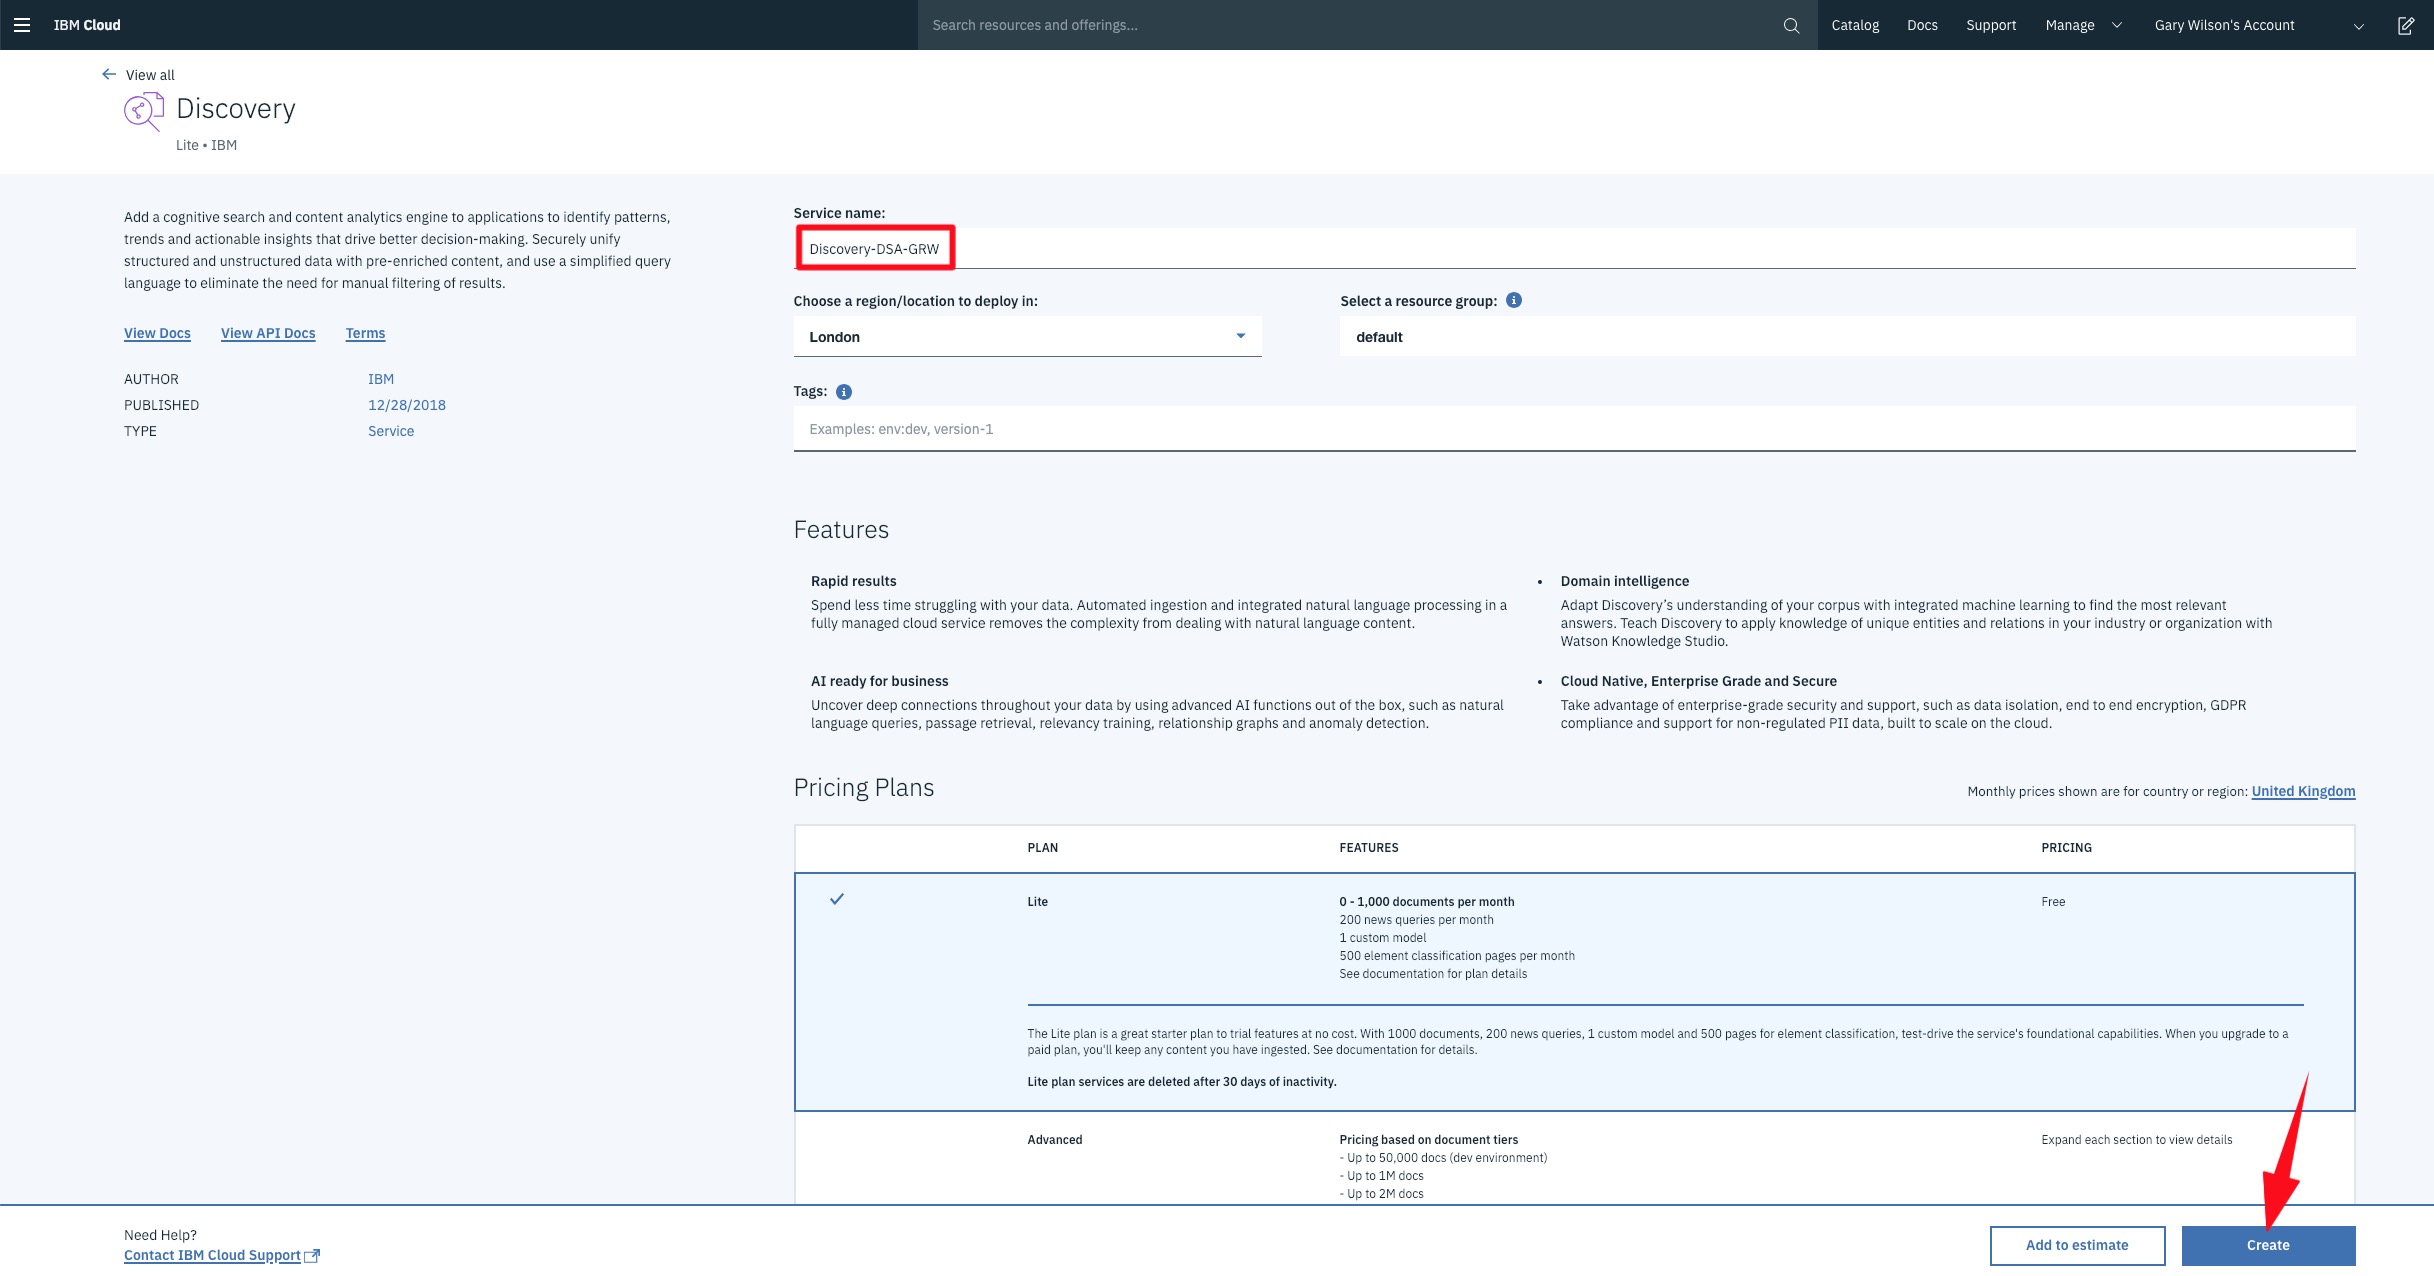 IBM Cloud
Search resources and offerings...
Catalog
Docs
Support
Manage
Gary Wilson's Account
View all
Discovery
Lite • IBM
Add a cognitive search and content analytics engine to applications to identify patterns,
trends and actionable insights that drive better decision-making. Securely unify
structured and unstructured data with pre-enriched content, and use a simplified query
language to eliminate the need for manual filtering of results.
View Docs
View API Docs
Terms
AUTHOR IBM
PUBLISHED 12/28/2018
TYPE Service
Service name:
Discovery-DSA-GRW
Choose a region/location to deploy in:
London
Select a resource group:
default
Tags:
Examples: env:dev, version-1
Features
Rapid results
Spend less time struggling with your data. Automated ingestion and integrated natural language processing in a
fully managed cloud service removes the complexity from dealing with natural language content.
• Domain intelligence
Adapt Discovery's understanding of your corpus with integrated machine learning to find the most relevant
answers. Teach Discovery to apply knowledge of unique entities and relations in your industry or organization with
Watson Knowledge Studio.
AI ready for business
Uncover deep connections throughout your data by using advanced AI functions out of the box, such as natural
language queries, passage retrieval, relevancy training, relationship graphs and anomaly detection.
• Cloud Native, Enterprise Grade and Secure
Take advantage of enterprise-grade security and support, such as data isolation, end to end encryption, GDPR
compliance and support for non-regulated PII data, built to scale on the cloud.
Pricing Plans
Monthly prices shown are for country or region: United Kingdom
PLAN FEATURES PRICING
Lite
0 - 1,000 documents per month
200 news queries per month
1 custom model
500 element classification pages per month
See documentation for plan details
Free
The Lite plan is a great starter plan to trial features at no cost. With 1000 documents, 200 news queries, 1 custom model and 500 pages for element classification, test-drive the service's foundational capabilities. When you upgrade to a
paid plan, you'll keep any content you have ingested. See documentation for details.
Lite plan services are deleted after 30 days of inactivity.
Advanced
Pricing based on document tiers
- Up to 50,000 docs (dev environment)
- Up to 1M docs
- Up to 2M docs
Expand each section to view details
Need Help?
Contact IBM Cloud Support
Add to estimate
Create